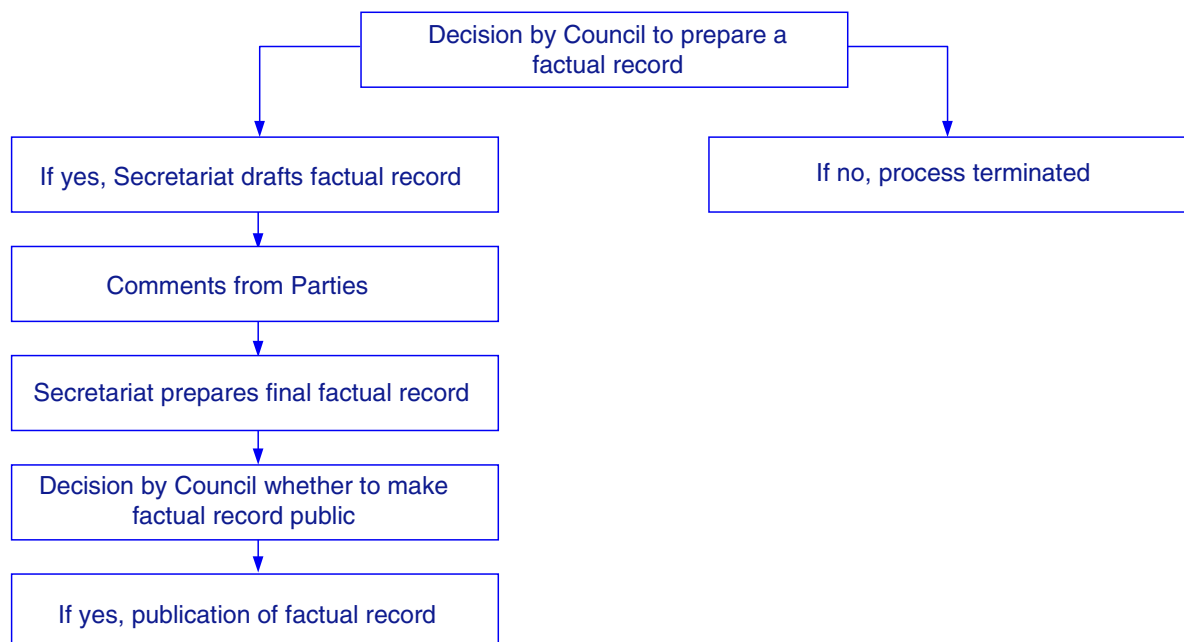 Decision by Council to prepare a
factual record
If yes, Secretariat drafts factual record
If no, process terminated
Comments from Parties
Secretariat prepares final factual record
Decision by Council whether to make
factual record public
If yes, publication of factual record